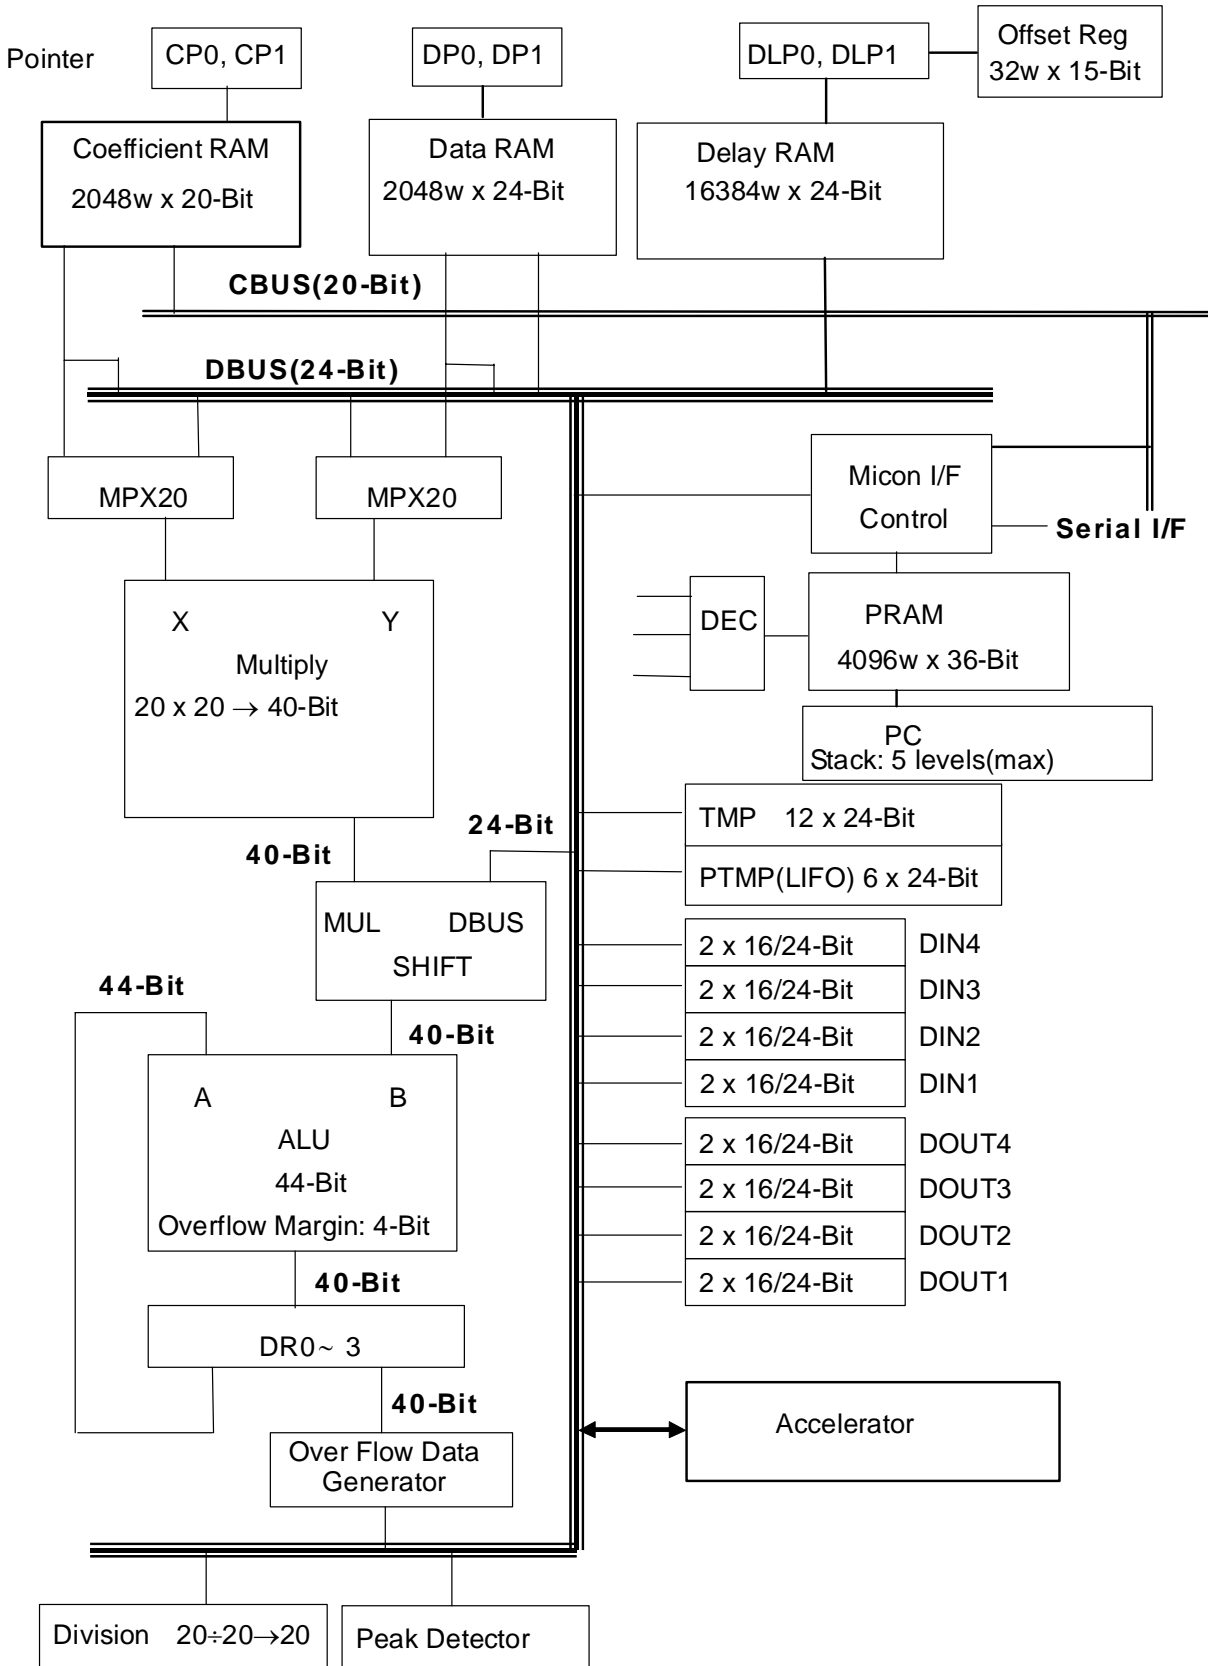 Pointer
CP0, CP1
DP0, DP1
DLP0, DLP1
Offset Reg
32w x 15-Bit
Coefficient RAM
2048w x 20-Bit
Data RAM
2048w x 24-Bit
Delay RAM
16384w x 24-Bit
CBUS(20-Bit)
DBUS(24-Bit)
MPX20
MPX20
Micon I/F
Control
Serial I/F
X
Y
Multiply
20 x 20 → 40-Bit
DEC
PRAM
4096w x 36-Bit
PC
Stack: 5 levels(max)
TMP 12 x 24-Bit
PTMP(LIFO) 6 x 24-Bit
40-Bit
24-Bit
MUL
DBUS
SHIFT
2 x 16/24-Bit DIN4
2 x 16/24-Bit DIN3
2 x 16/24-Bit DIN2
2 x 16/24-Bit DIN1
44-Bit
40-Bit
A
B
ALU
44-Bit
Overflow Margin: 4-Bit
2 x 16/24-Bit DOUT4
2 x 16/24-Bit DOUT3
2 x 16/24-Bit DOUT2
2 x 16/24-Bit DOUT1
40-Bit
DR0~ 3
40-Bit
Over Flow Data
Generator
Accelerator
Division 20÷20→20
Peak Detector